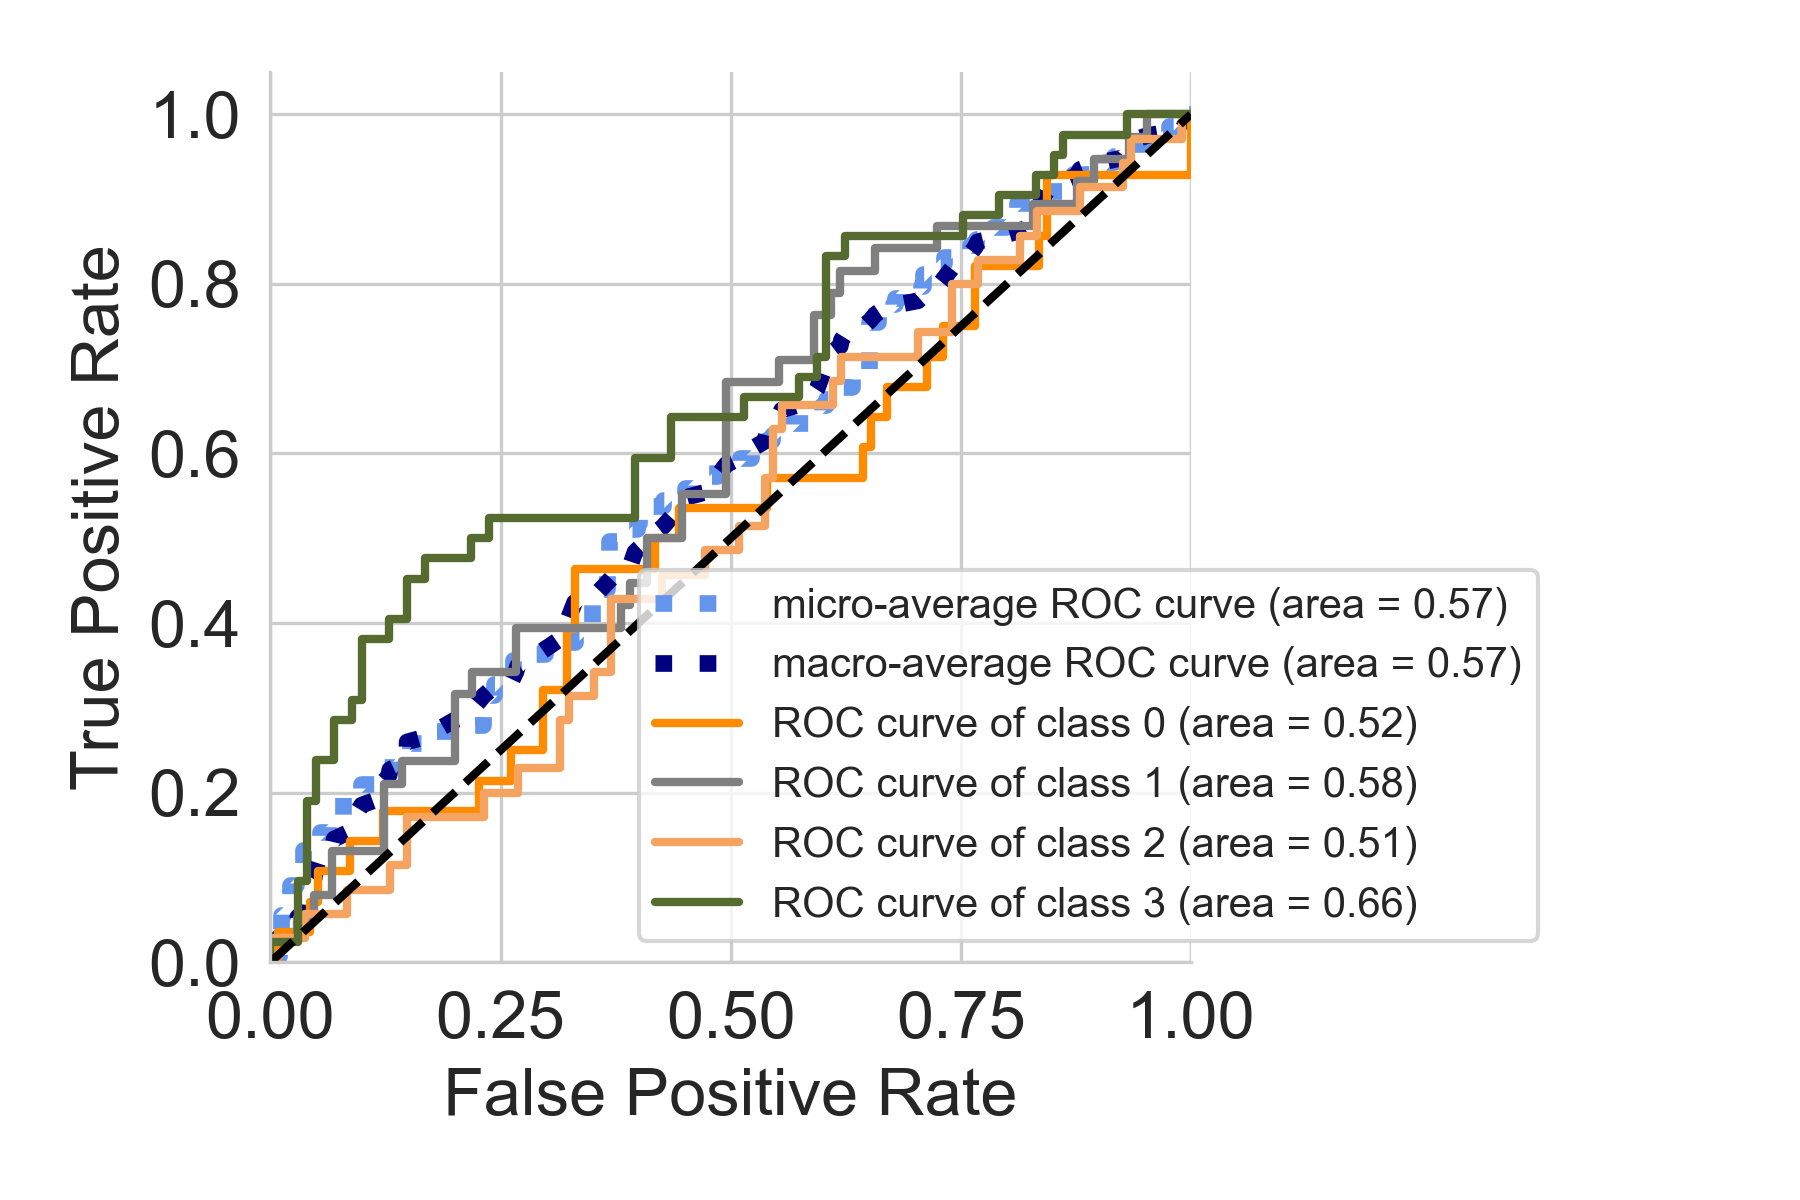 True Positive Rate
1.0
0.8
0.6
0.4
0.2
0.0
0.00 0.25 0.50 0.75 1.00
False Positive Rate
micro-average ROC curve (area = 0.57)
macro-average ROC curve (area = 0.57)
ROC curve of class 0 (area = 0.52)
ROC curve of class 1 (area = 0.58)
ROC curve of class 2 (area = 0.51)
ROC curve of class 3 (area = 0.66)